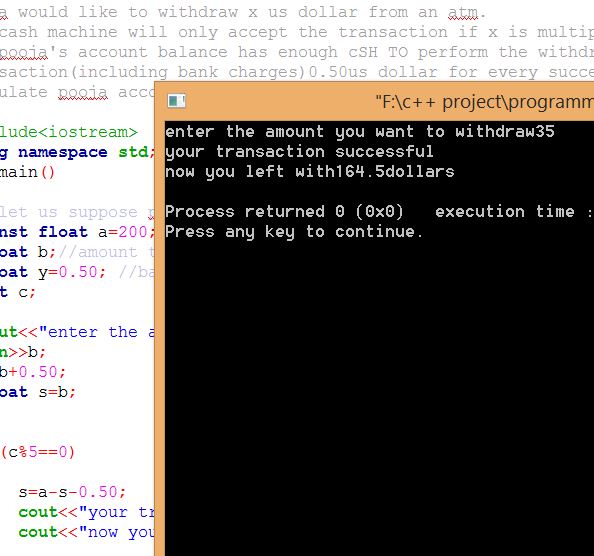 a would like to withdraw x us dollar from an atm.
cash machine will only accept the transaction if x is multip
pooja's account balance has enough cSH TO perform the withdr
saction(including bank charges)0.50us dollar for every succe
ulate pooja acco
lude<iostream>
g namespace std;
main()
let us suppose p
nst float a=200;
oat b;//amount t
oat y=0.50; //ba
t c;
ut<<"enter the a
n>>b;
b+0.50;
oat s=b;
(c%5==0)
s=a-s-0.50;
cout<<"your tr
cout<<"now you
"F:\c++ project\programm
enter the amount you want to withdraw35
your transaction successful
now you left with164.5dollars
Process returned 0 (0x0) execution time :
Press any key to continue.